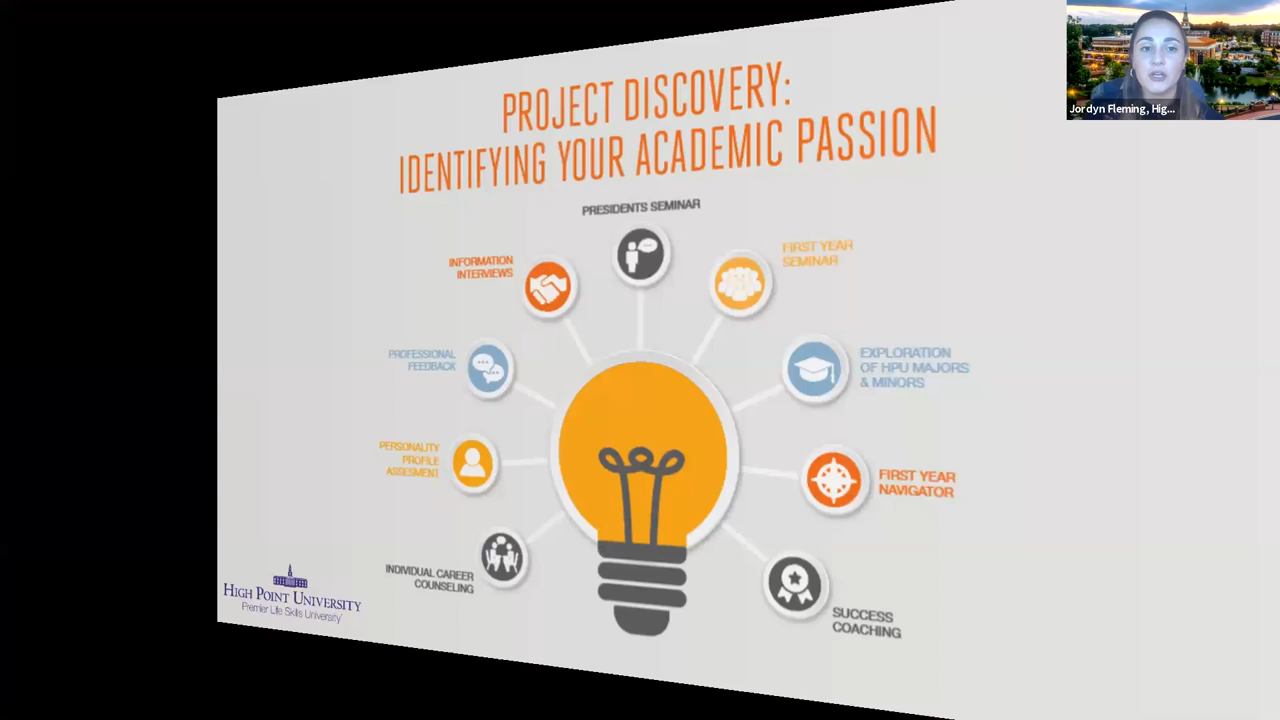 PROJECT DISCOVERY:
IDENTIFYING YOUR ACADEMIC PASSION
PRESIDENTS SEMINAR
FIRST YEAR
SEMINAR
EXPLORATION
OF HPU MAJORS
& MINORS
FIRST YEAR
NAVIGATOR
SUCCESS
COACHING
INDIVIDUAL CAREER
COUNSELING
PERSONALITY
PROFILE
ASSESMENT
PROFESSIONAL
FEEDBACK
INFORMATION
INTERVIEWS
HIGH POINT UNIVERSITY
Premier Life Skills University
Jordyn Fleming, Hig...